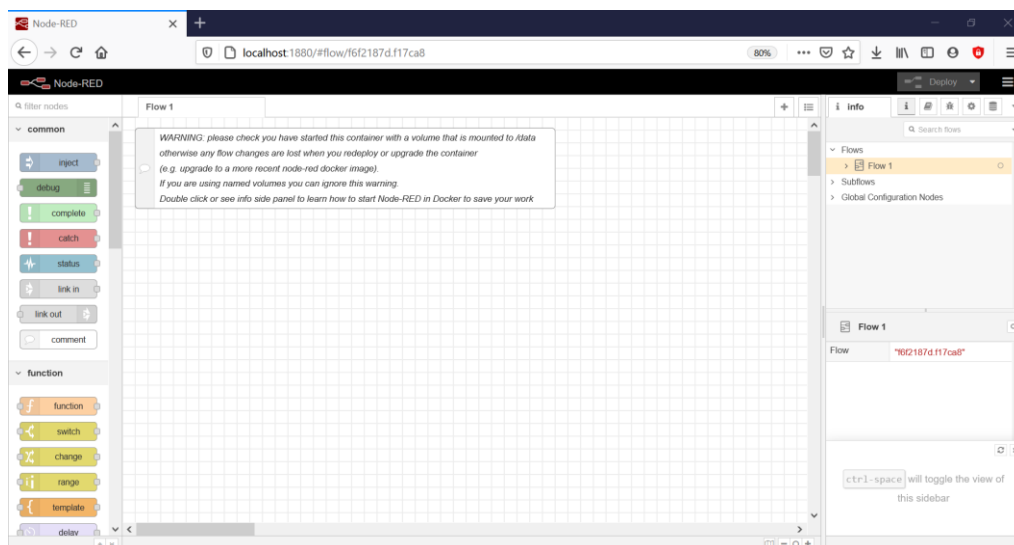 Node-RED
localhost:1880/#flow/f6f2187d.f17ca8
80%
Node-RED
Deploy
filter nodes
Flow 1
i info
i
common
WARNING: please check you have started this container with a volume that is mounted to /data
otherwise any flow changes are lost when you redeploy or upgrade the container
(e.g. upgrade to a more recent node-red docker image).
If you are using named volumes you can ignore this warning.
Double click or see info side panel to learn how to start Node-RED in Docker to save your work
Search flows
Flows
Flow 1
Subflows
Global Configuration Nodes
inject
debug
complete
catch
status
link in
link out
comment
function
function
switch
change
range
template
delay
Flow 1
Flow
"f6f2187d.f17ca8"
ctrl-space will toggle the view of
this sidebar